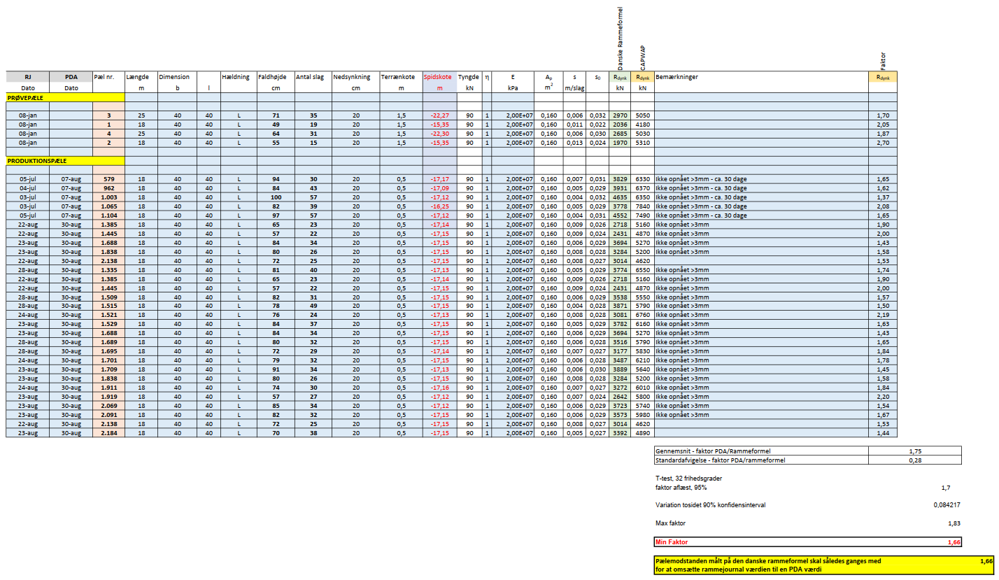 Danske Rammeformel
CAPWAP
Faktor
RJ PDA Pæl nr. Længde Dimension Hældning Faldhøjde Antal slag Nedsynkning Terrænkote Spidskote Tyngde η E Ap s s0 Rdynk Rdynk Bemærkninger Rdynk
Dato Dato m b l cm cm m m kN kPa m2 m/slag kN kN
PRØVEPÆLE
08-jan 3 25 40 40 L 71 35 20 1,5 -22,27 90 1 2,00E+07 0,160 0,006 0,032 2970 5050 1,70
08-jan 1 18 40 40 L 49 19 20 1,5 -15,35 90 1 2,00E+07 0,160 0,011 0,022 2036 4180 2,05
08-jan 4 25 40 40 L 64 31 20 1,5 -22,30 90 1 2,00E+07 0,160 0,006 0,030 2685 5030 1,87
08-jan 2 18 40 40 L 55 15 20 1,5 -15,35 90 1 2,00E+07 0,160 0,013 0,024 1970 5310 2,70
PRODUKTIONSPÆLE
05-jul 07-aug 579 18 40 40 L 94 30 20 0,5 -17,17 90 1 2,00E+07 0,160 0,007 0,031 3829 6330 Ikke opnået >3mm - ca. 30 dage 1,65
04-jul 07-aug 962 18 40 40 L 84 43 20 0,5 -17,09 90 1 2,00E+07 0,160 0,005 0,029 3931 6370 Ikke opnået >3mm - ca. 30 dage 1,62
03-jul 07-aug 1.003 18 40 40 L 100 57 20 0,5 -17,12 90 1 2,00E+07 0,160 0,004 0,032 4635 6350 Ikke opnået >3mm - ca. 30 dage 1,37
03-jul 07-aug 1.065 18 40 40 L 82 39 20 0,5 -16,25 90 1 2,00E+07 0,160 0,005 0,029 3778 7840 Ikke opnået >3mm - ca. 30 dage 2,08
05-jul 07-aug 1.104 18 40 40 L 97 57 20 0,5 -17,12 90 1 2,00E+07 0,160 0,004 0,031 4552 7490 Ikke opnået >3mm - ca. 30 dage 1,65
22-aug 30-aug 1.385 18 40 40 L 65 23 20 0,5 -17,14 90 1 2,00E+07 0,160 0,009 0,026 2718 5160 Ikke opnået >3mm 1,90
22-aug 30-aug 1.445 18 40 40 L 57 22 20 0,5 -17,15 90 1 2,00E+07 0,160 0,009 0,024 2431 4870 Ikke opnået >3mm 2,00
23-aug 30-aug 1.688 18 40 40 L 84 34 20 0,5 -17,15 90 1 2,00E+07 0,160 0,006 0,029 3694 5270 Ikke opnået >3mm 1,43
23-aug 30-aug 1.838 18 40 40 L 80 26 20 0,5 -17,15 90 1 2,00E+07 0,160 0,008 0,028 3284 5200 Ikke opnået >3mm 1,58
22-aug 30-aug 2.138 18 40 40 L 72 25 20 0,5 -17,15 90 1 2,00E+07 0,160 0,008 0,027 3014 4620 1,53
28-aug 30-aug 1.335 18 40 40 L 81 40 20 0,5 -17,13 90 1 2,00E+07 0,160 0,005 0,029 3774 6550 Ikke opnået >3mm 1,74
22-aug 30-aug 1.385 18 40 40 L 65 23 20 0,5 -17,14 90 1 2,00E+07 0,160 0,009 0,026 2718 5160 Ikke opnået >3mm 1,90
22-aug 30-aug 1.445 18 40 40 L 57 22 20 0,5 -17,15 90 1 2,00E+07 0,160 0,009 0,024 2431 4870 Ikke opnået >3mm 2,00
28-aug 30-aug 1.509 18 40 40 L 82 31 20 0,5 -17,15 90 1 2,00E+07 0,160 0,006 0,029 3538 5550 Ikke opnået >3mm 1,57
28-aug 30-aug 1.515 18 40 40 L 78 49 20 0,5 -17,15 90 1 2,00E+07 0,160 0,004 0,028 3871 5790 Ikke opnået >3mm 1,50
24-aug 30-aug 1.521 18 40 40 L 76 24 20 0,5 -17,13 90 1 2,00E+07 0,160 0,008 0,028 3081 6760 Ikke opnået >3mm 2,19
23-aug 30-aug 1.529 18 40 40 L 84 37 20 0,5 -17,15 90 1 2,00E+07 0,160 0,005 0,029 3782 6160 Ikke opnået >3mm 1,63
23-aug 30-aug 1.688 18 40 40 L 84 34 20 0,5 -17,15 90 1 2,00E+07 0,160 0,006 0,029 3694 5270 Ikke opnået >3mm 1,43
28-aug 30-aug 1.689 18 40 40 L 80 32 20 0,5 -17,15 90 1 2,00E+07 0,160 0,006 0,028 3516 5790 Ikke opnået >3mm 1,65
28-aug 30-aug 1.695 18 40 40 L 72 29 20 0,5 -17,14 90 1 2,00E+07 0,160 0,007 0,027 3177 5830 Ikke opnået >3mm 1,84
24-aug 30-aug 1.701 18 40 40 L 79 32 20 0,5 -17,15 90 1 2,00E+07 0,160 0,006 0,028 3487 6210 Ikke opnået >3mm 1,78
23-aug 30-aug 1.709 18 40 40 L 91 34 20 0,5 -17,13 90 1 2,00E+07 0,160 0,006 0,030 3889 5640 Ikke opnået >3mm 1,45
23-aug 30-aug 1.838 18 40 40 L 80 26 20 0,5 -17,15 90 1 2,00E+07 0,160 0,008 0,028 3284 5200 Ikke opnået >3mm 1,58
24-aug 30-aug 1.911 18 40 40 L 74 30 20 0,5 -17,16 90 1 2,00E+07 0,160 0,007 0,027 3272 6010 Ikke opnået >3mm 1,84
23-aug 30-aug 1.919 18 40 40 L 57 27 20 0,5 -17,12 90 1 2,00E+07 0,160 0,007 0,024 2642 5800 Ikke opnået >3mm 2,20
23-aug 30-aug 2.069 18 40 40 L 85 34 20 0,5 -17,12 90 1 2,00E+07 0,160 0,006 0,029 3723 5740 Ikke opnået >3mm 1,54
23-aug 30-aug 2.091 18 40 40 L 82 32 20 0,5 -17,15 90 1 2,00E+07 0,160 0,006 0,029 3573 5980 Ikke opnået >3mm 1,67
22-aug 30-aug 2.138 18 40 40 L 72 25 20 0,5 -17,15 90 1 2,00E+07 0,160 0,008 0,027 3014 4620 1,53
23-aug 30-aug 2.184 18 40 40 L 70 38 20 0,5 -17,15 90 1 2,00E+07 0,160 0,005 0,027 3392 4890 1,44
Gennemsnit - faktor PDA/Rammeformel 1,75
Standardafvigelse - faktor PDA/rammeformel 0,28
T-test, 32 frihedsgrader
faktor aflæst, 95% 1,7
Variation tosidet 90% konfidensinterval 0,084217
Max faktor 1,83
Min Faktor 1,66
Pælemodstanden målt på den danske rammeformel skal således ganges med 1,66
for at omsætte rammejournal værdien til en PDA værdi